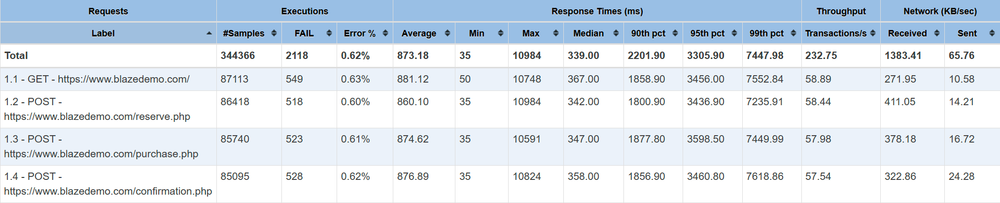 Requests Executions Response Times (ms) Throughput Network (KB/sec)
Label #Samples FAIL Error % Average Min Max Median 90th pct 95th pct 99th pct Transactions/s Received Sent
Total 344366 2118 0.62% 873.18 35 10984 339.00 2201.90 3305.90 7447.98 232.75 1383.41 65.76
1.1 - GET - https://www.blazedemo.com/ 87113 549 0.63% 881.12 50 10748 367.00 1858.90 3456.00 7552.84 58.89 271.95 10.58
1.2 - POST - 86418 518 0.60% 860.10 35 10984 342.00 1800.90 3436.90 7235.91 58.44 411.05 14.21
https://www.blazedemo.com/reserve.php
1.3 - POST - 85740 523 0.61% 874.62 35 10591 347.00 1877.80 3598.50 7449.99 57.98 378.18 16.72
https://www.blazedemo.com/purchase.php
1.4 - POST - 85095 528 0.62% 876.89 35 10824 358.00 1856.90 3460.80 7618.86 57.54 322.86 24.28
https://www.blazedemo.com/confirmation.php